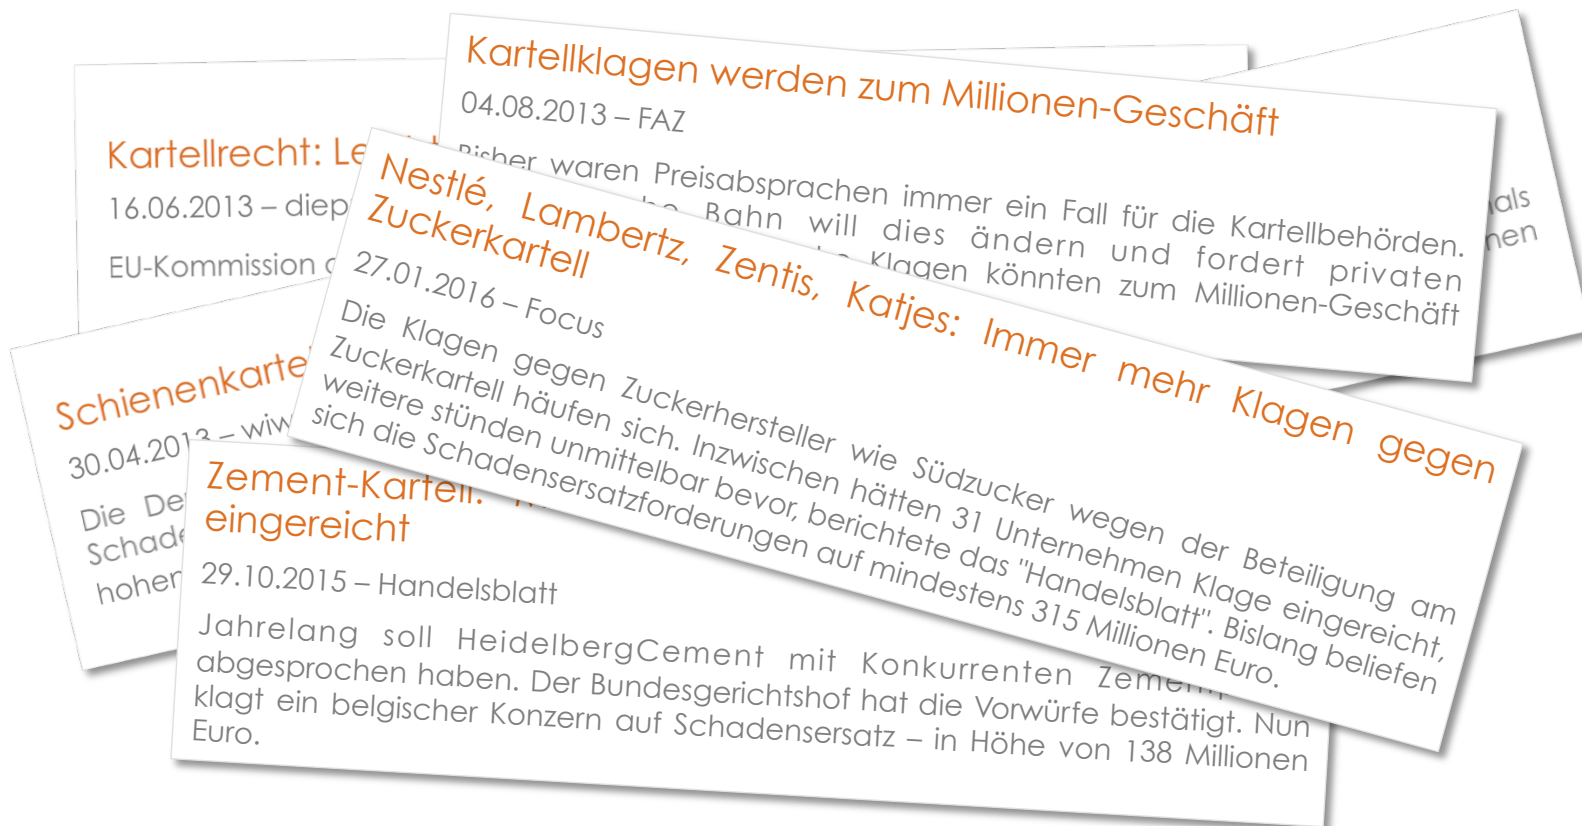 Kartellklagen werden zum Millionen-Geschäft
04.08.2013 – FAZ
Bisher waren Preisabsprachen immer ein Fall für die Kartellbehörden.
Bahn will dies ändern und fordert privaten
Klagen könnten zum Millionen-Geschäft
Kartellrecht:
16.06.2013 –
EU-Kommission
Nestlé, Lambertz, Zentis, Katjes: Immer mehr Klagen gegen
Zuckerkartell
27.01.2016 – Focus
Die Klagen gegen Zuckerhersteller wie Südzucker wegen der Beteiligung am
Zuckerkartell häufen sich. Inzwischen hätten 31 Unternehmen Klage eingereicht,
weitere stünden unmittelbar bevor, berichtete das "Handelsblatt". Bislang beliefen
sich die Schadensersatzforderungen auf mindestens 315 Millionen Euro.
30.04.2013 –
Die
hohen
Zement-Kartell:
eingereicht
29.10.2015 – Handelsblatt
Jahrelang soll HeidelbergCement mit Konkurrenten
abgesprochen haben. Der Bundesgerichtshof hat die Vorwürfe bestätigt. Nun
klagt ein belgischer Konzern auf Schadensersatz – in Höhe von 138 Millionen
Euro.